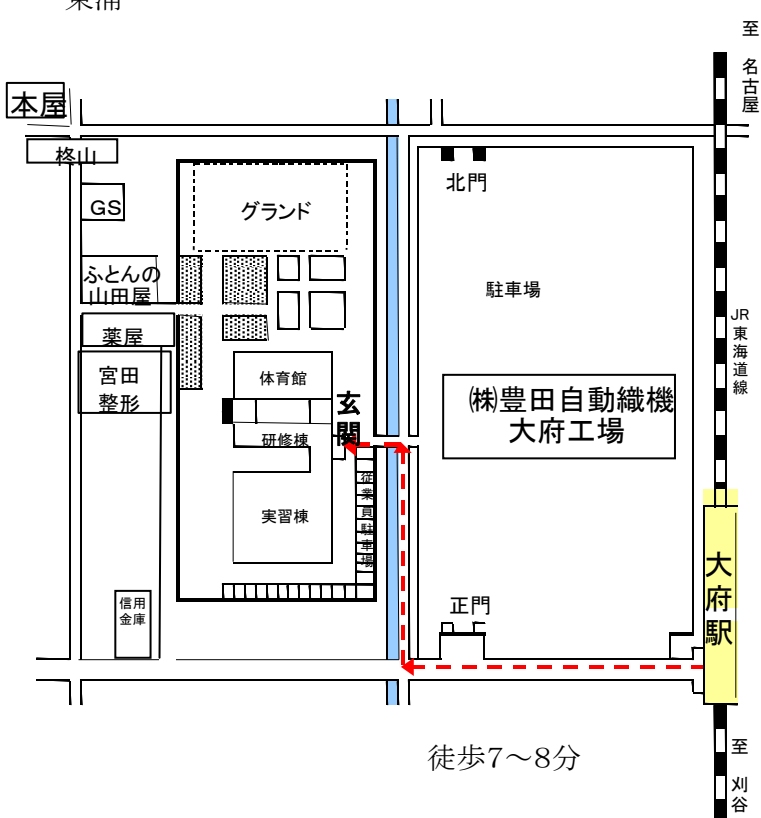 東浦
至 名古屋
本屋
柊山
北門
GS
グランド
ふとんの
山田屋
駐車場
JR東海道線
薬屋
宮田
整形
体育館
玄関
㈱豊田自動織機
大府工場
研修棟
従業員駐車場
実習棟
大府駅
信用
金庫
正門
徒歩7～8分
至 刈谷